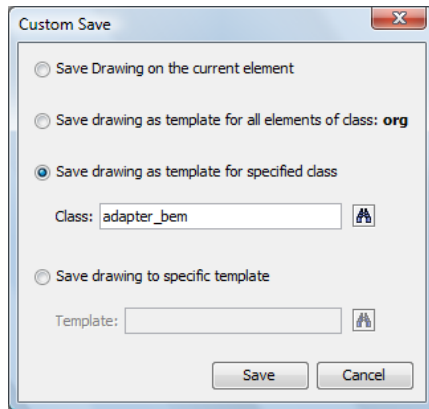 Custom Save
Save Drawing on the current element
Save drawing as template for all elements of class: org
Save drawing as template for specified class
Class: adapter_bem
Save drawing to specific template
Template:
Save Cancel